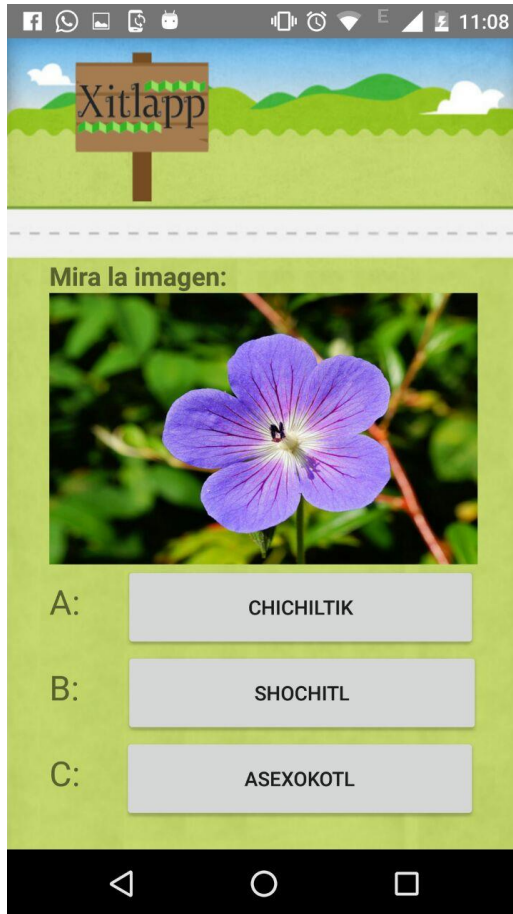 E 11:08
Xitlapp
Mira la imagen:
A: CHICHILTIK
B: SHOCHITL
C: ASEXOKOTL